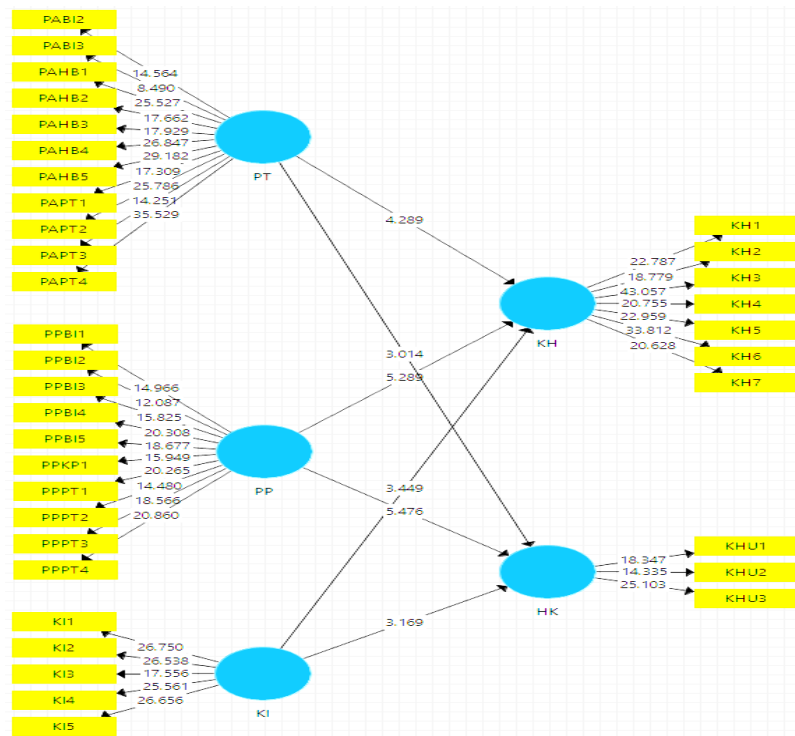 PABI2
PABI3
PAHB1
PAHB2
PAHB3
PAHB4
PAHB5
PAPT1
PAPT2
PAPT3
PAPT4
14.564
8.490
25.527
17.662
17.929
26.847
29.182
17.309
25.786
14.251
35.529
PT
4.289
3.014
5.289
KH
22.787
18.779
43.057
20.755
22.959
33.812
20.628
KH1
KH2
KH3
KH4
KH5
KH6
KH7
PPBI1
PPBI2
PPBI3
PPBI4
PPBI5
PPKP1
PPPT1
PPPT2
PPPT3
PPPT4
14.966
12.087
15.825
20.308
18.677
15.949
20.265
14.480
18.566
20.860
PP
3.449
5.476
3.169
HK
18.347
14.335
25.103
KHU1
KHU2
KHU3
KI1
KI2
KI3
KI4
KI5
26.750
26.538
17.556
25.561
26.656
KI